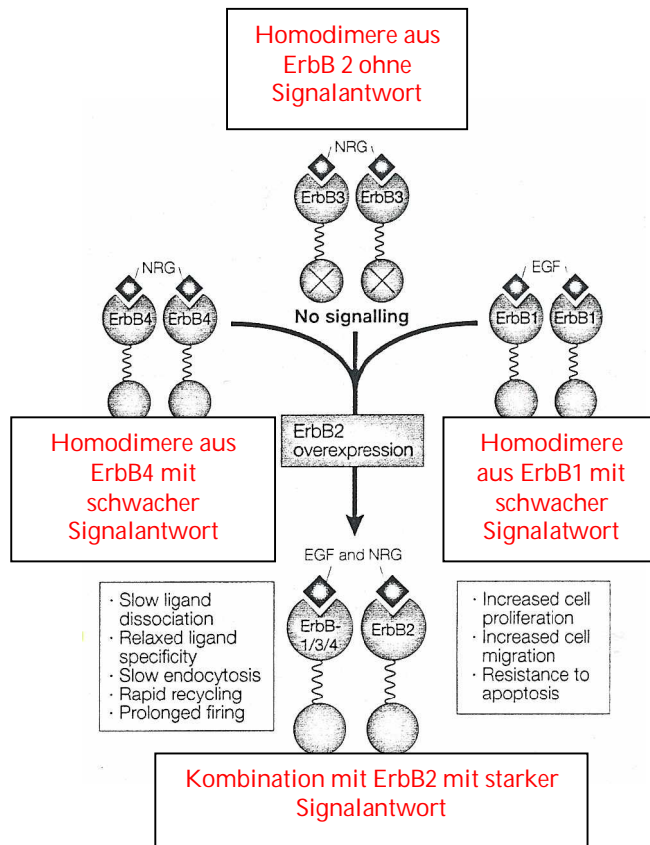 Homodimere aus
ErbB 2 ohne
Signalantwort
NRG
ErbB3 ErbB3
No signalling
NRG
ErbB4 ErbB4
EGF
ErbB1 ErbB1
Homodimere aus
ErbB4 mit
schwacher
Signalantwort
ErbB2
overexpression
Homodimere
aus ErbB1 mit
schwacher
Signalatwort
EGF and NRG
ErbB-
1/3/4
ErbB2
· Slow ligand
dissociation
· Relaxed ligand
specificity
· Slow endocytosis
· Rapid recycling
· Prolonged firing
· Increased cell
proliferation
· Increased cell
migration
· Resistance to
apoptosis
Kombination mit ErbB2 mit starker
Signalantwort